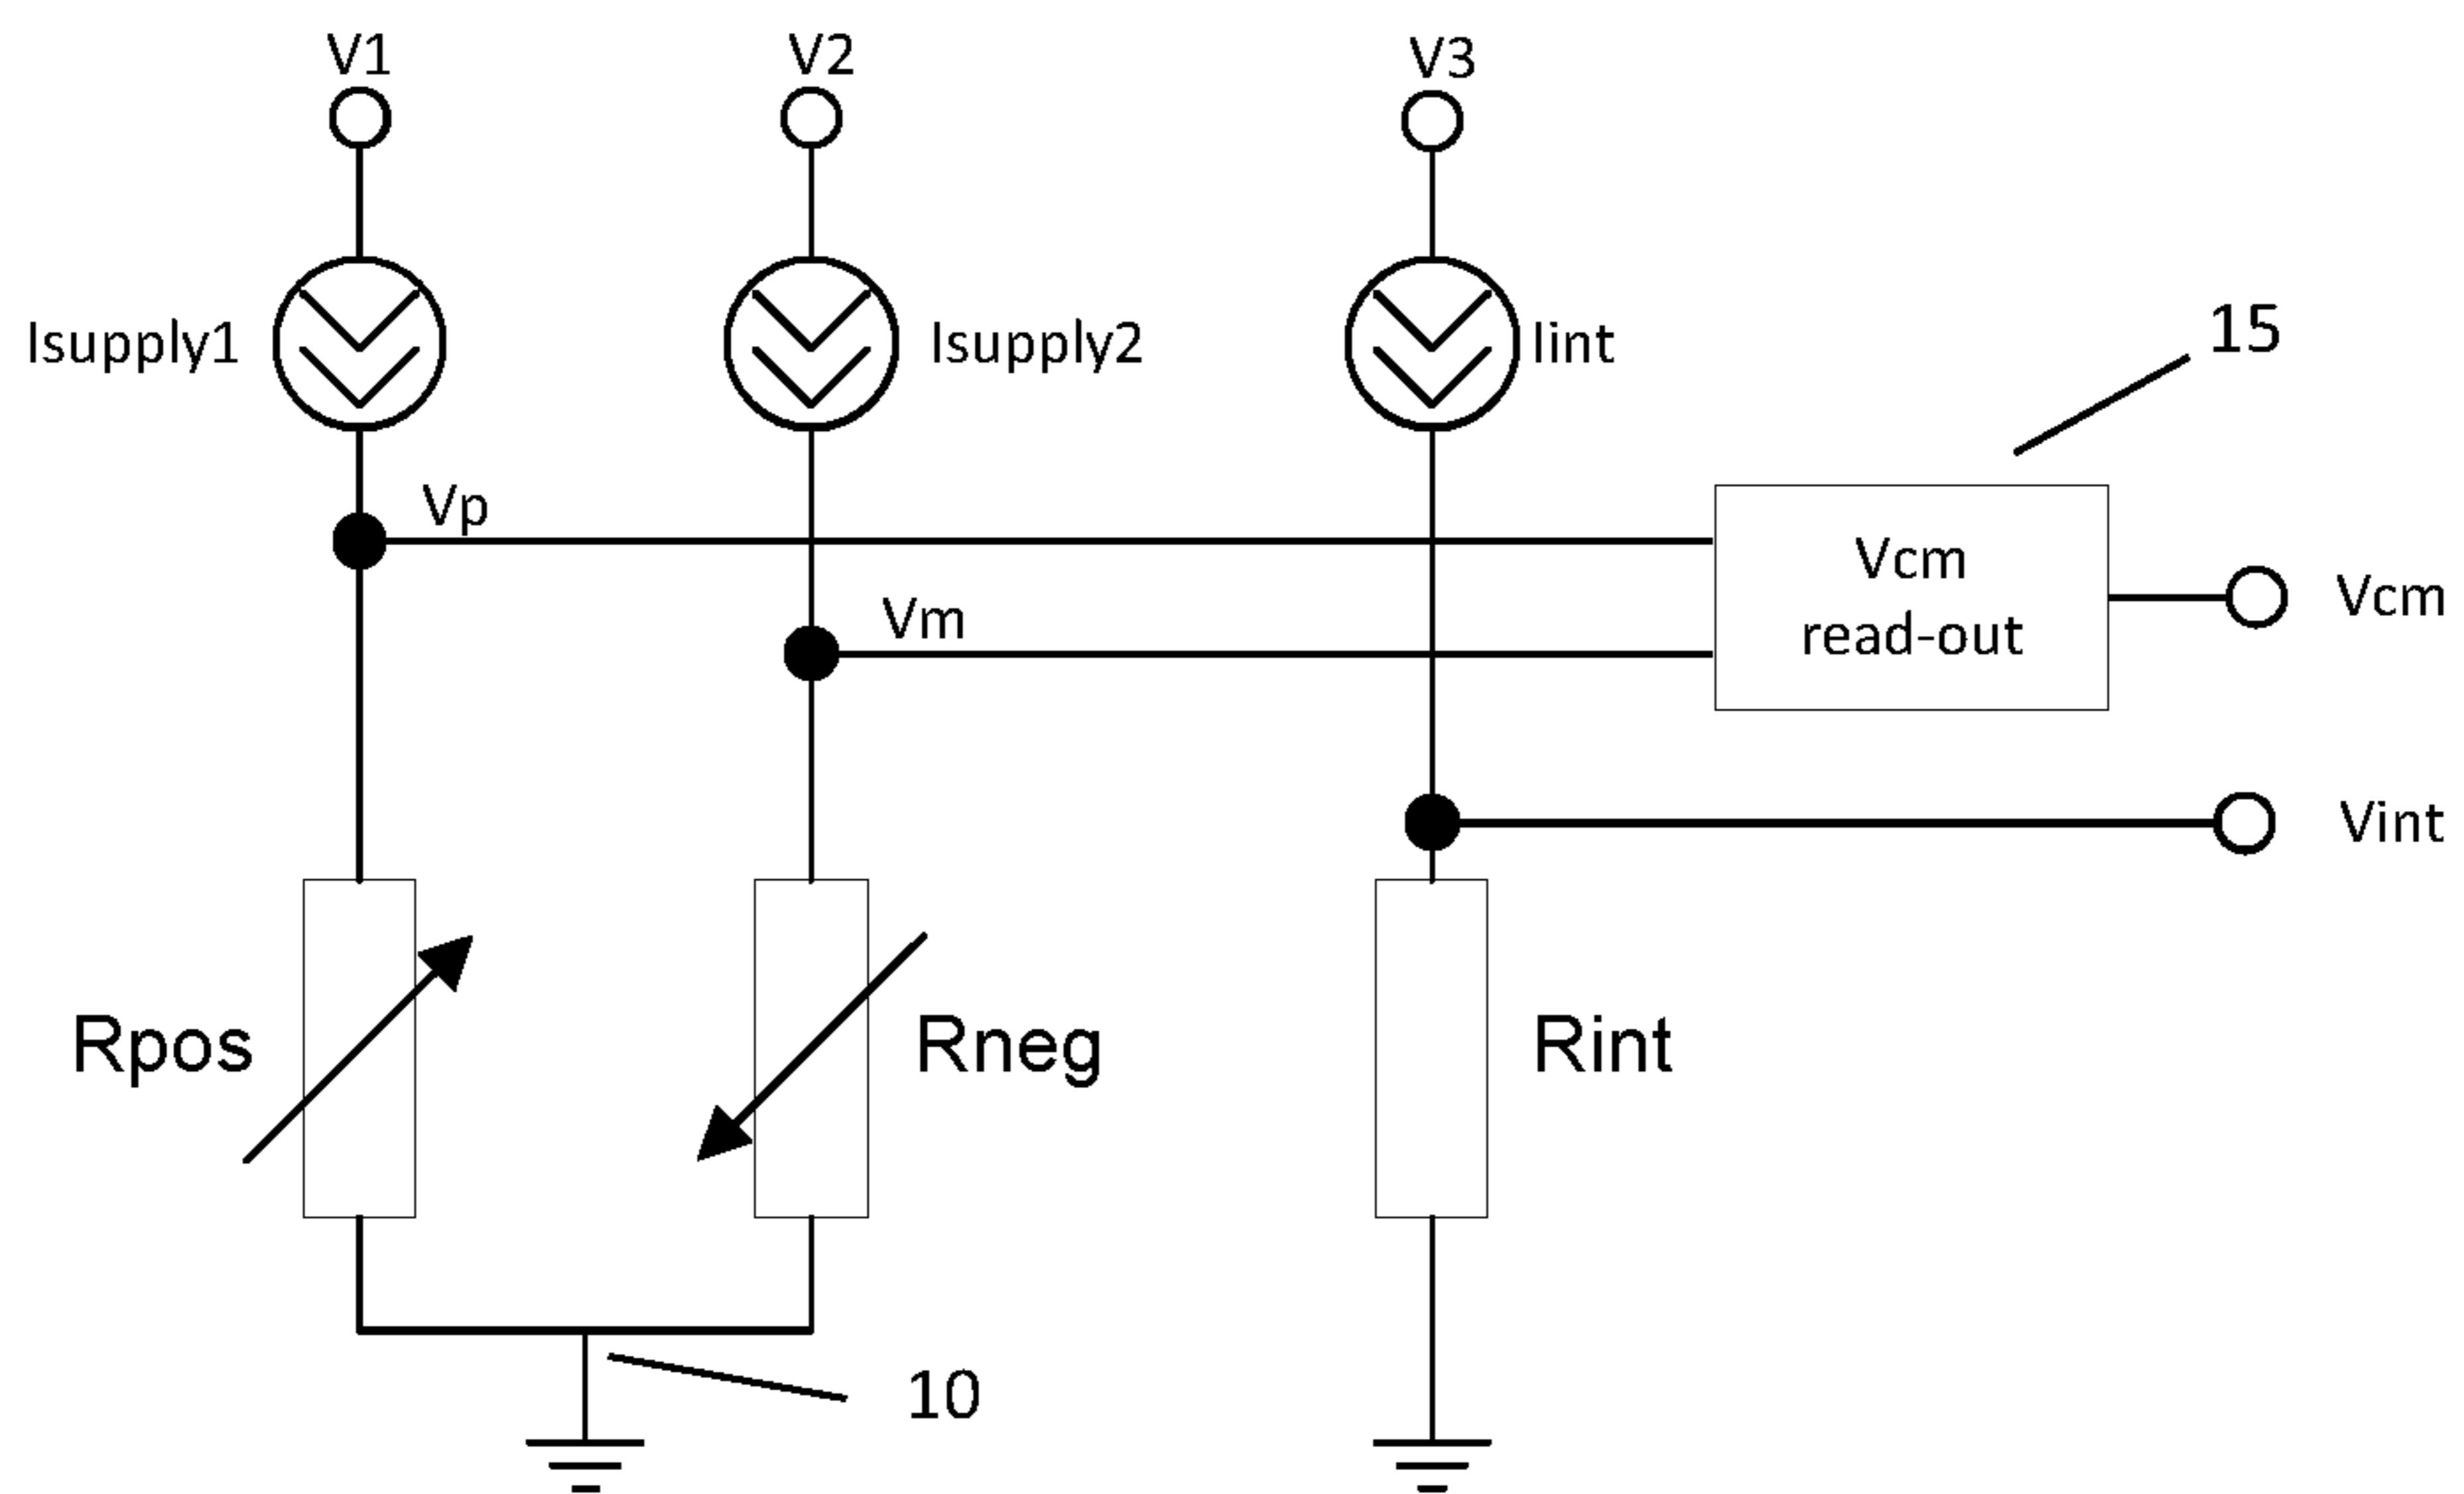 V1
V2
V3
Isupply1
Isupply2
Iint
15
Vp
Vcm
read-out
Vcm
Vm
Vint
Rpos
Rneg
Rint
10